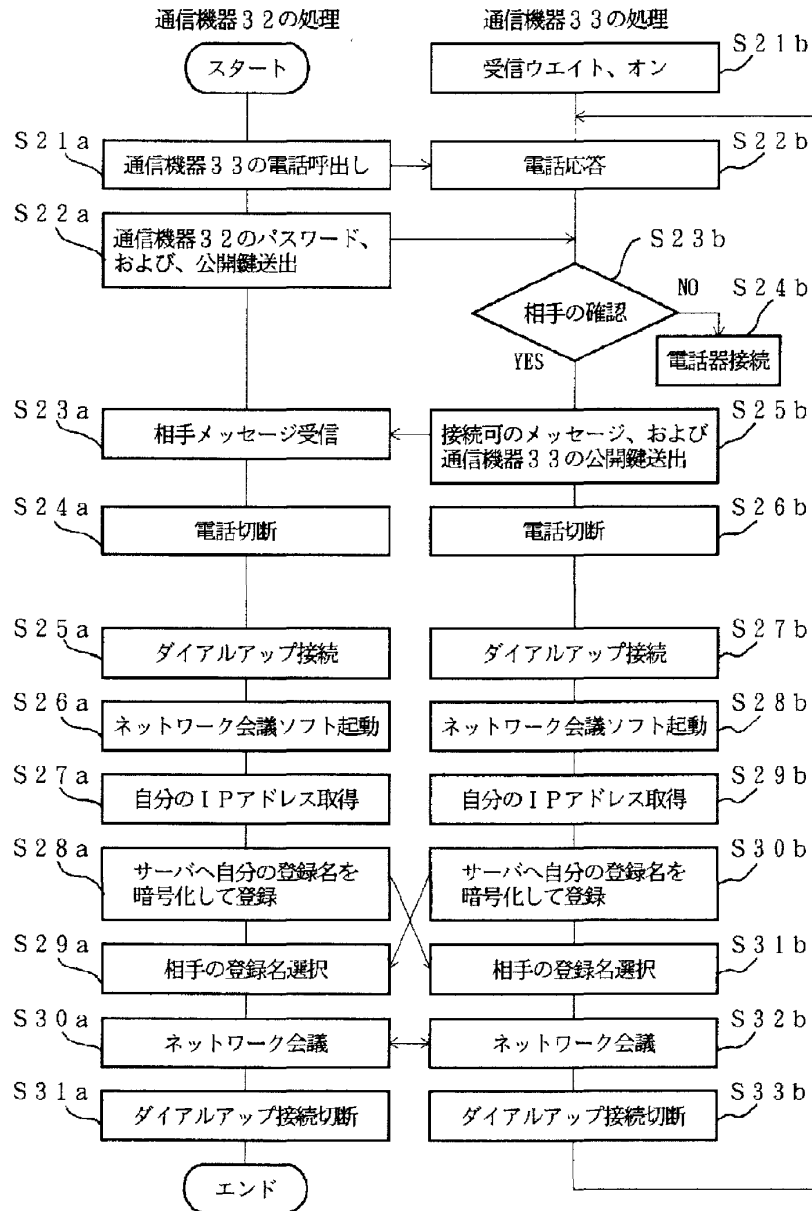 通信機器３２の処理
通信機器３３の処理
スタート
受信ウエイト、オン
Ｓ２１ｂ
Ｓ２１ａ
通信機器３３の電話呼出し
電話応答
Ｓ２２ｂ
Ｓ２２ａ
通信機器３２のパスワード、
および、公開鍵送出
Ｓ２３ｂ
相手の確認
NO
YES
Ｓ２４ｂ
電話器接続
Ｓ２３ａ
相手メッセージ受信
接続可のメッセージ、および
通信機器３３の公開鍵送出
Ｓ２５ｂ
Ｓ２４ａ
電話切断
電話切断
Ｓ２６ｂ
Ｓ２５ａ
ダイアルアップ接続
ダイアルアップ接続
Ｓ２７ｂ
Ｓ２６ａ
ネットワーク会議ソフト起動
ネットワーク会議ソフト起動
Ｓ２８ｂ
Ｓ２７ａ
自分のＩＰアドレス取得
自分のＩＰアドレス取得
Ｓ２９ｂ
Ｓ２８ａ
サーバへ自分の登録名を
暗号化して登録
サーバへ自分の登録名を
暗号化して登録
Ｓ３０ｂ
Ｓ２９ａ
相手の登録名選択
相手の登録名選択
Ｓ３１ｂ
Ｓ３０ａ
ネットワーク会議
ネットワーク会議
Ｓ３２ｂ
Ｓ３１ａ
ダイアルアップ接続切断
ダイアルアップ接続切断
Ｓ３３ｂ
エンド